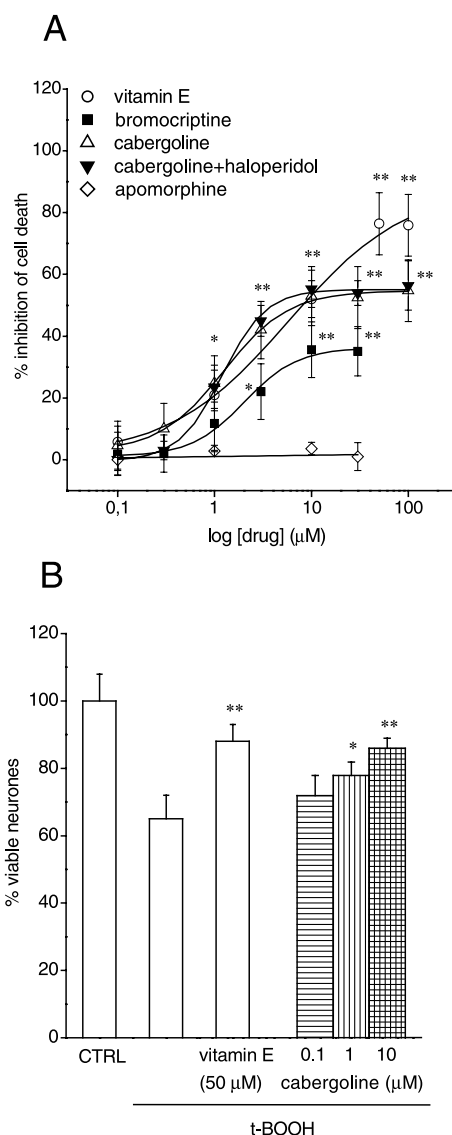 A
120
100
80
60
40
20
0
% inhibition of cell death
vitamin E
bromocriptine
cabergoline
cabergoline+haloperidol
apomorphine
** **
**
** ** **
*
** **
*
0,1 1 10 100
log [drug] (μM)
B
120
100
80
60
40
20
0
% viable neurones
**
* **
CTRL vitamin E 0.1 1 10
(50 μM) cabergoline (μM)
t-BOOH